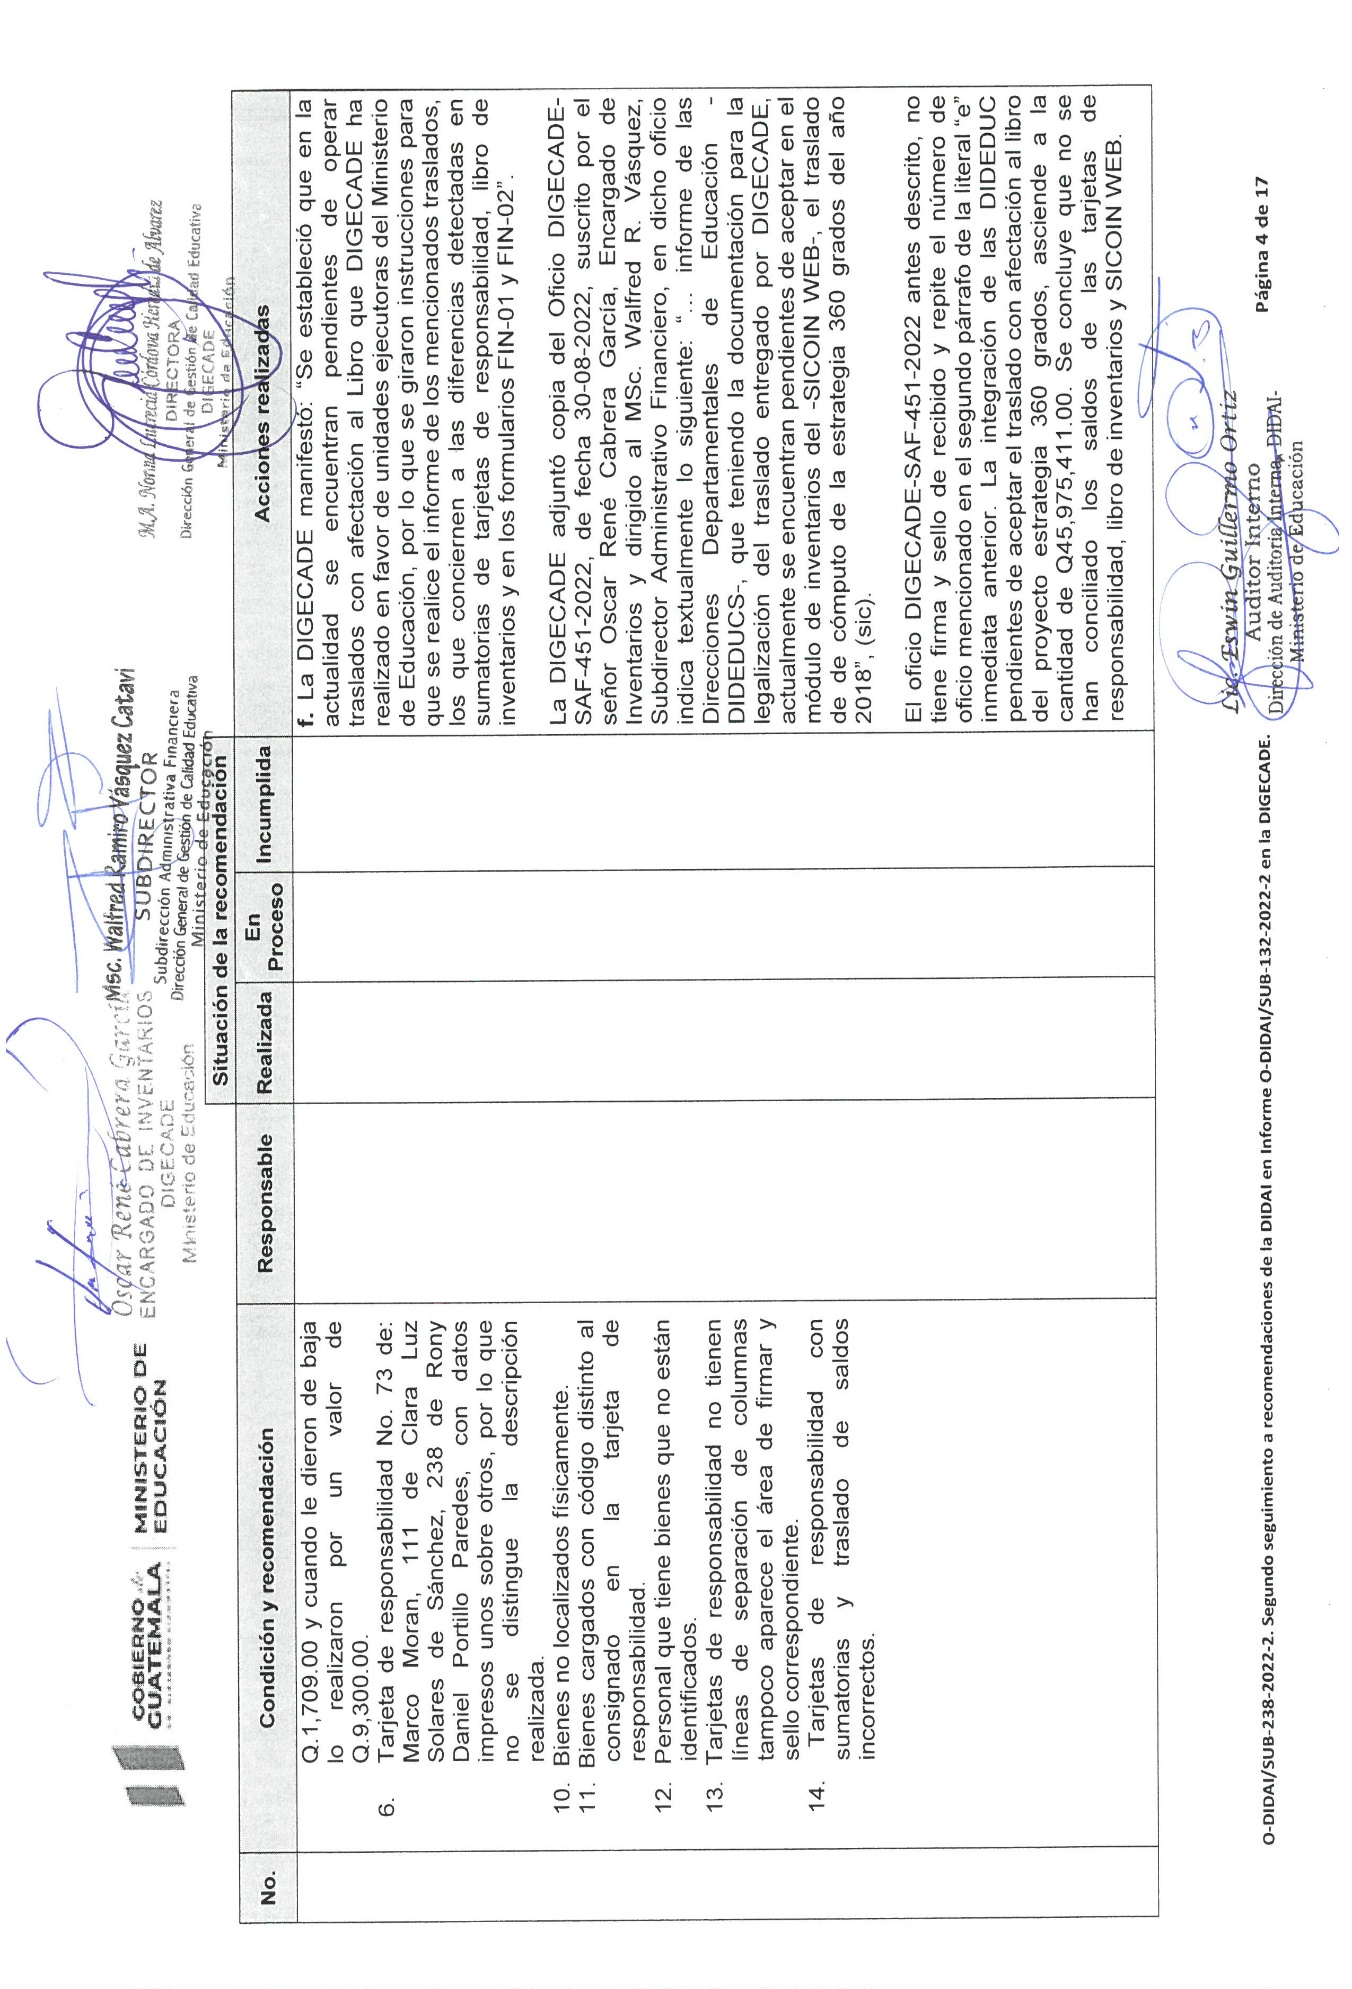 GOBIERNO de
GUATEMALA
MINISTERIO DE
EDUCACIÓN
Oscar René Cabrera García
ENCARGADO DE INVENTARIOS
DIGECADE
Ministerio de Educación
Msc. Walfred Ramiro Vásquez Catavi
SUBDIRECTOR
Subdirección Administrativa Financiera
Dirección General de Gestión de Calidad Educativa
Ministerio de Educación
M.A. Norma Lucrecia Córdova Herrera de Alvarez
DIRECTORA
Dirección General de Gestión de Calidad Educativa
DIGECADE
Ministerio de Educación
No.
Condición y recomendación
Responsable
Situación de la recomendación
Realizada
En
Proceso
Incumplida
Acciones realizadas
Q.1,709.00 y cuando le dieron de baja
lo realizaron por un valor de
Q.9,300.00.
6. Tarjeta de responsabilidad No. 73 de:
Marco Moran, 111 de Clara Luz
Solares de Sánchez, 238 de Rony
Daniel Portillo Paredes, con datos
impresos unos sobre otros, por lo que
no se distingue la descripción
realizada.
10. Bienes no localizados físicamente.
11. Bienes cargados con código distinto al
consignado en la tarjeta de
responsabilidad.
12. Personal que tiene bienes que no están
identificados.
13. Tarjetas de responsabilidad no tienen
líneas de separación de columnas
tampoco aparece el área de firmar y
sello correspondiente.
14. Tarjetas de responsabilidad con
sumatorias y traslado de saldos
incorrectos.
f. La DIGECADE manifestó: “Se estableció que en la
actualidad se encuentran pendientes de operar
traslados con afectación al Libro que DIGECADE ha
realizado en favor de unidades ejecutoras del Ministerio
de Educación, por lo que se giraron instrucciones para
que se realice el informe de los mencionados traslados,
los que conciernen a las diferencias detectadas en
sumatorias de tarjetas de responsabilidad, libro de
inventarios y en los formularios FIN-01 y FIN-02”.
La DIGECADE adjuntó copia del Oficio DIGECADE-
SAF-451-2022, de fecha 30-08-2022, suscrito por el
señor Oscar René Cabrera García, Encargado de
Inventarios y dirigido al MSc. Walfred R. Vásquez,
Subdirector Administrativo Financiero, en dicho oficio
indica textualmente lo siguiente: “... informe de las
Direcciones Departamentales de Educación -
DIDEDUCS-, que teniendo la documentación para la
legalización del traslado entregado por DIGECADE,
actualmente se encuentran pendientes de aceptar en el
módulo de inventarios del -SICOIN WEB-, el traslado
de de cómputo de la estrategia 360 grados del año
2018”, (sic).
El oficio DIGECADE-SAF-451-2022 antes descrito, no
tiene firma y sello de recibido y repite el número de
oficio mencionado en el segundo párrafo de la literal “e”
inmediata anterior. La integración de las DIDEDUC
pendientes de aceptar el traslado con afectación al libro
del proyecto estrategia 360 grados, asciende a la
cantidad de Q45,975,411.00. Se concluye que no se
han conciliado los saldos de las tarjetas de
responsabilidad, libro de inventarios y SICOIN WEB.
Lic. Eswin Guillermo Ortiz
Auditor Interno
Dirección de Auditoría Interna, DIDAI-
Ministerio de Educación
O-DIDAI/SUB-238-2022-2. Segundo seguimiento a recomendaciones de la DIDAI en Informe O-DIDAI/SUB-132-2022-2 en la DIGECADE.
Página 4 de 17